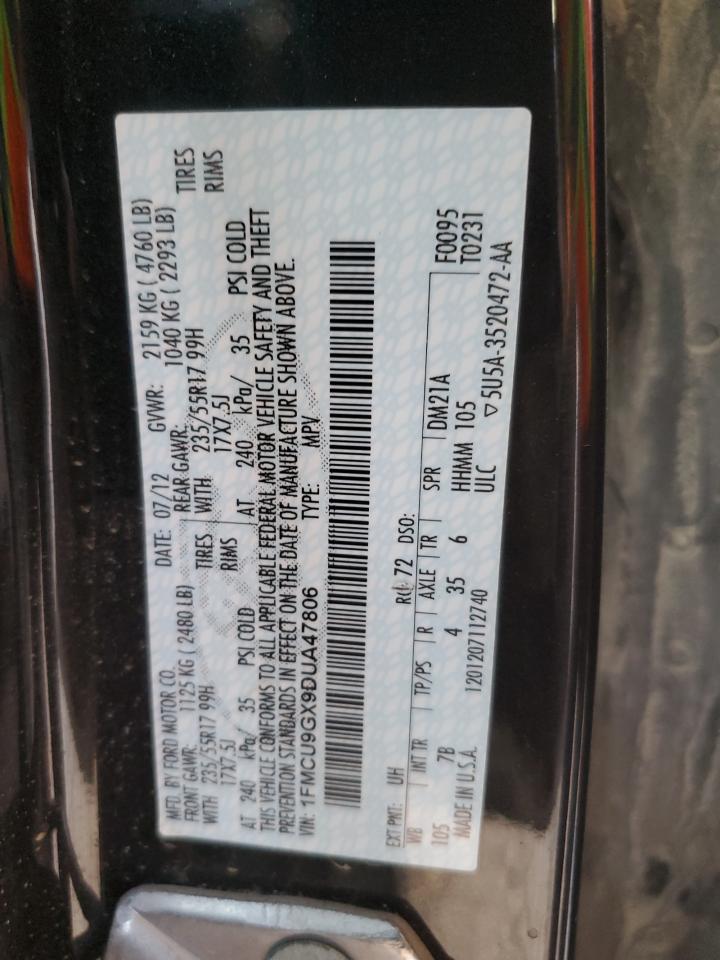 MFD. BY FORD MOTOR CO. DATE: 07/12 GVWR: 2159 KG ( 4760 LB)
FRONT GAWR: 1125 KG ( 2480 LB) REAR GAWR: 1040 KG ( 2293 LB)
WITH 235/55R17 99H TIRES WITH 235/55R17 99H TIRES
17X7.5J RIMS 17X7.5J RIMS
AT 240 kPa/ 35 PSI COLD AT 240 kPa/ 35 PSI COLD
THIS VEHICLE CONFORMS TO ALL APPLICABLE FEDERAL MOTOR VEHICLE SAFETY AND THEFT
PREVENTION STANDARDS IN EFFECT ON THE DATE OF MANUFACTURE SHOWN ABOVE.
VIN: 1FMCU9GX9DUA47806 TYPE: MPV
EXT PNT: UH RC: 72 DSO: F0095
WB INT TR TP/PS R AXLE TR SPR DM21A T0231
105 7B 4 35 6 HHMM 105
MADE IN U.S.A. 1201207112740 ULC ▽5U5A-3520472-AA